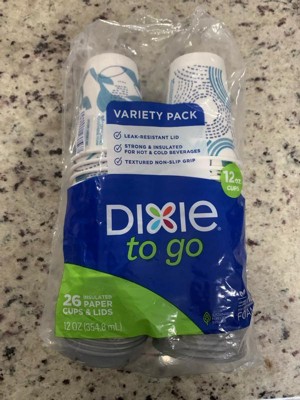 VARIETY PACK
LEAK-RESISTANT LID
STRONG & INSULATED
FOR HOT & COLD BEVERAGES
TEXTURED NON-SLIP GRIP
12oz
CUPS
DIXIE
to go
26 INSULATED
PAPER
CUPS & LIDS
12 OZ (354.8 mL)